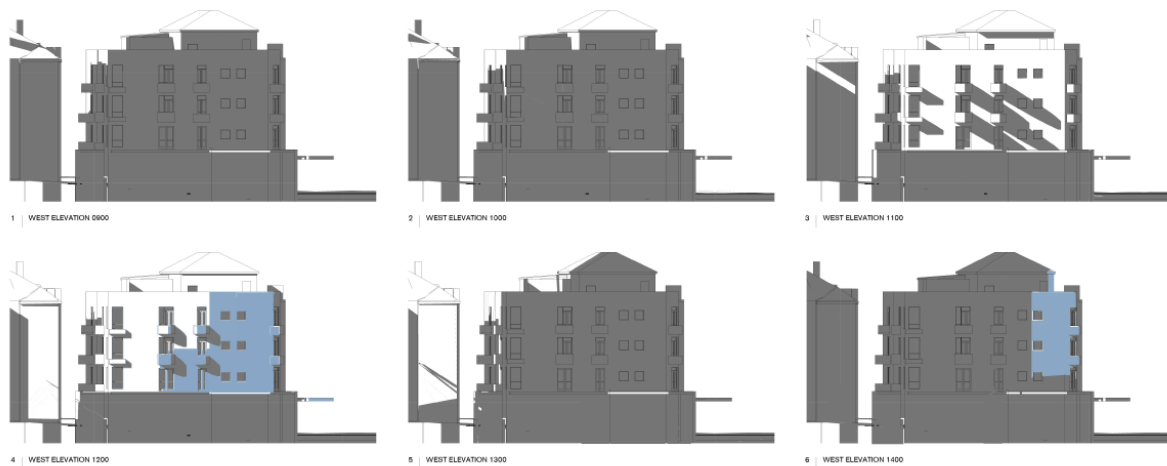 1 | WEST ELEVATION 0900
2 | WEST ELEVATION 1000
3 | WEST ELEVATION 1100
4 | WEST ELEVATION 1200
5 | WEST ELEVATION 1300
6 | WEST ELEVATION 1400